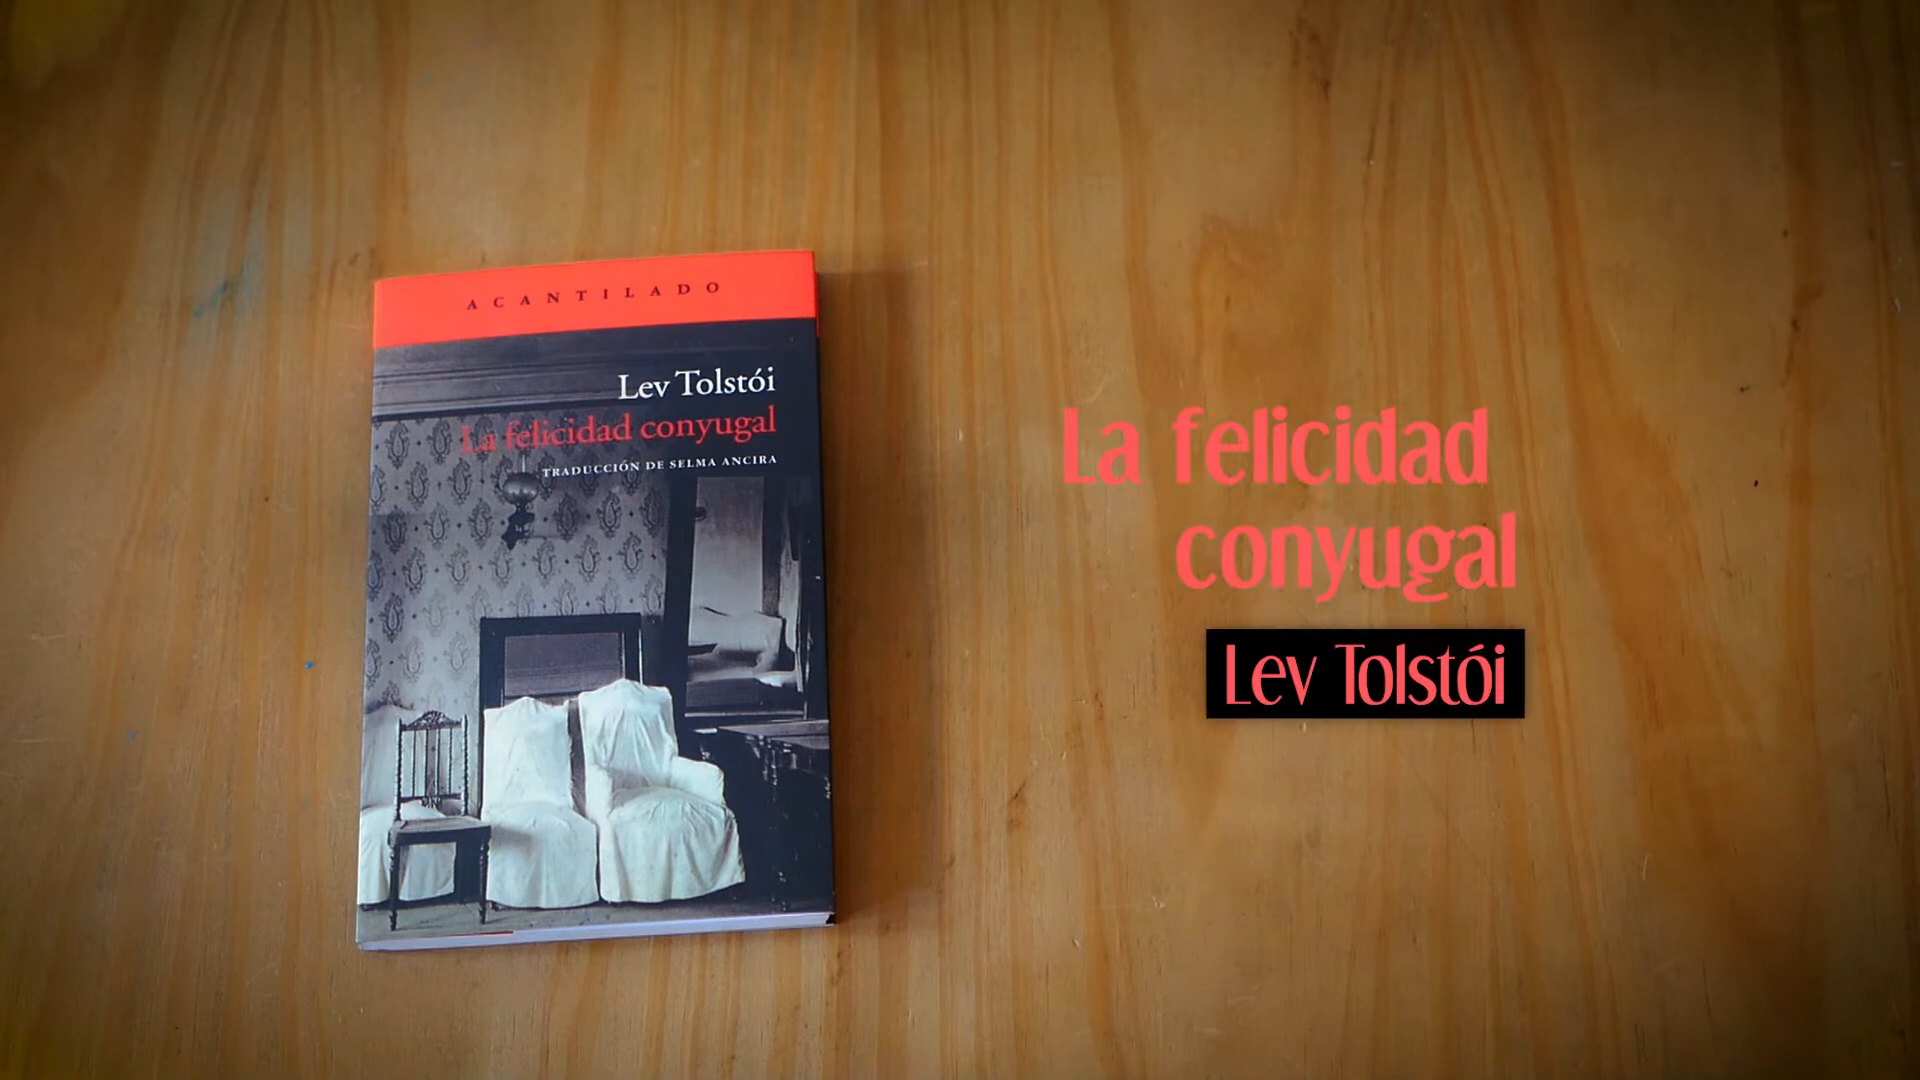 ACANTILADO
Lev Tolstói
La felicidad conyugal
TRADUCCIÓN DE SELMA ANCIRA
La felicidad
conyugal
Lev Tolstói